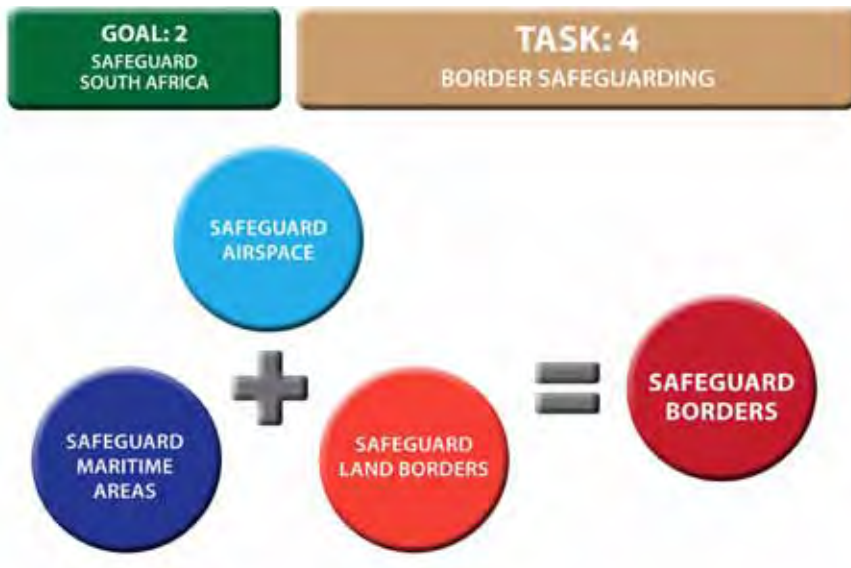 GOAL: 2
SAFEGUARD
SOUTH AFRICA
TASK: 4
BORDER SAFEGUARDING
SAFEGUARD
AIRSPACE
SAFEGUARD
MARITIME
AREAS
SAFEGUARD
LAND BORDERS
SAFEGUARD
BORDERS